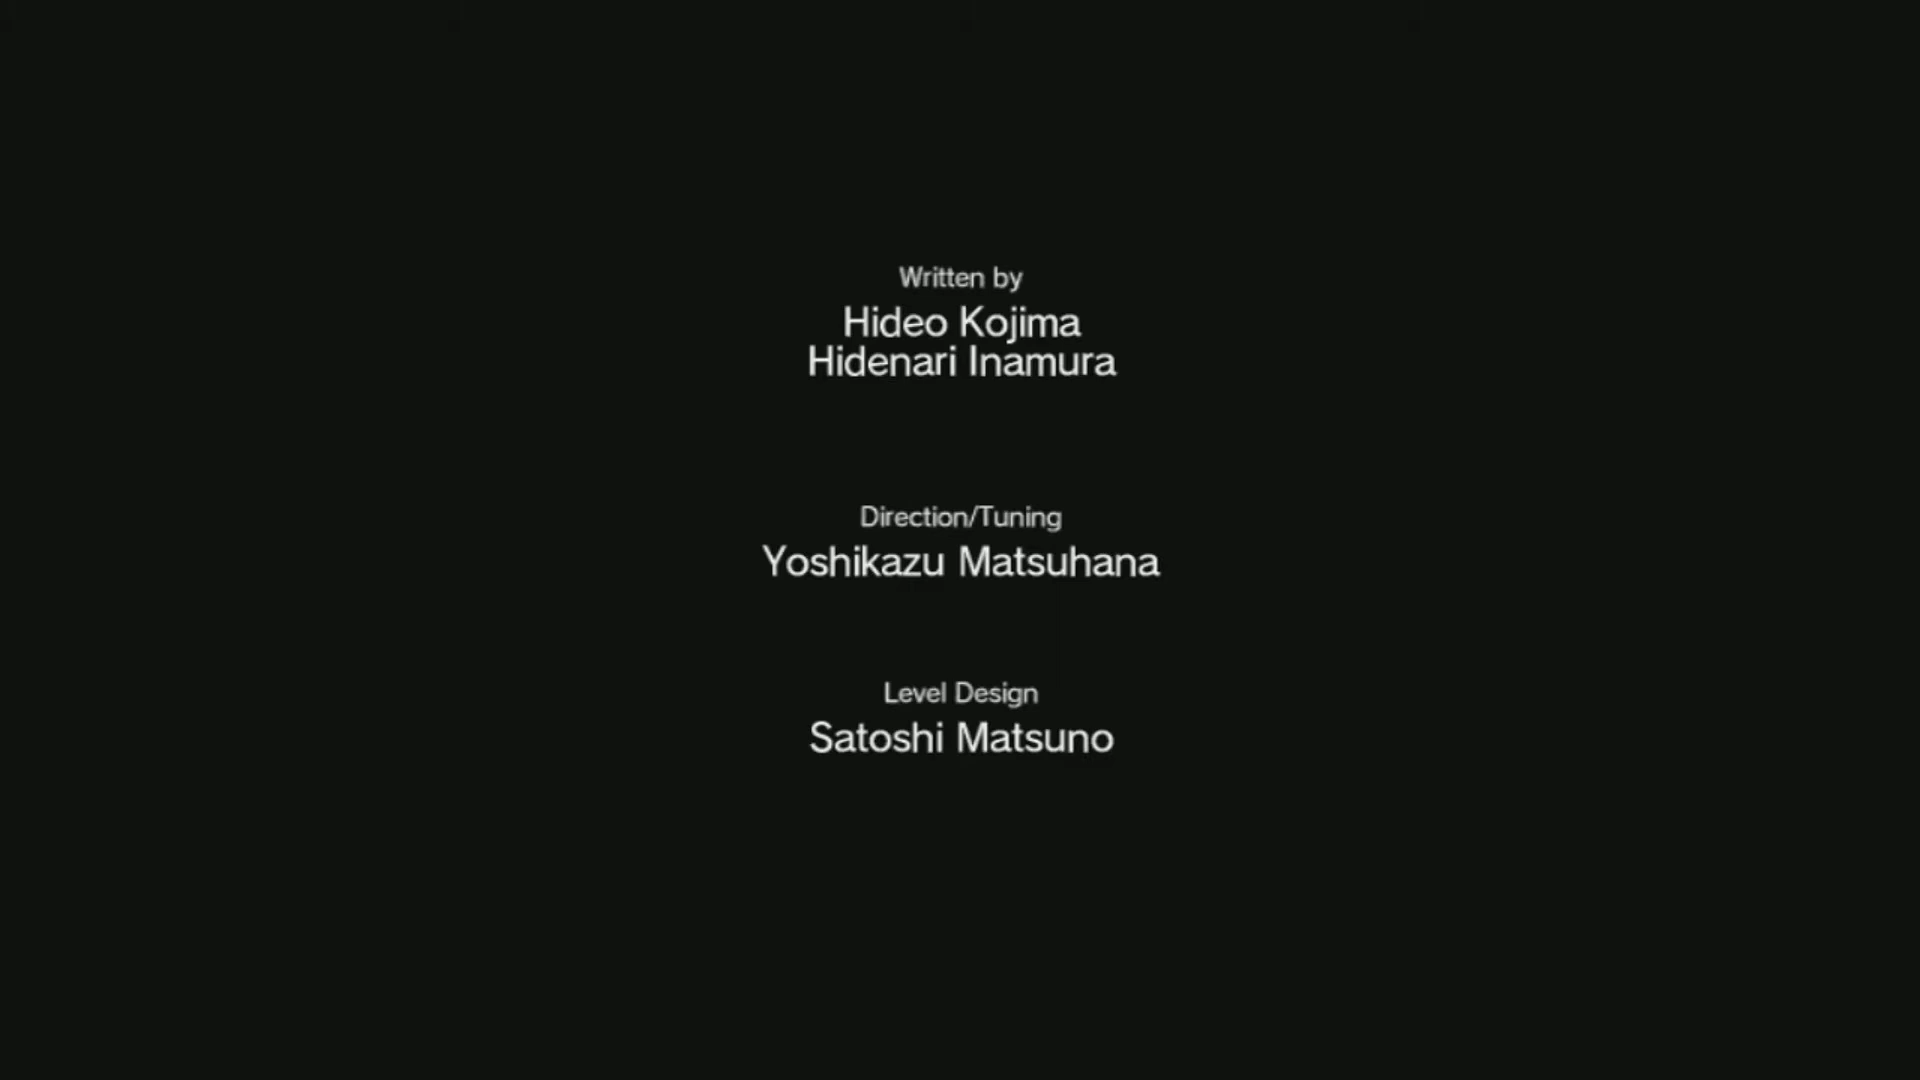 Written by
Hideo Kojima
Hidenari Inamura
Direction/Tuning
Yoshikazu Matsuhana
Level Design
Satoshi Matsuno